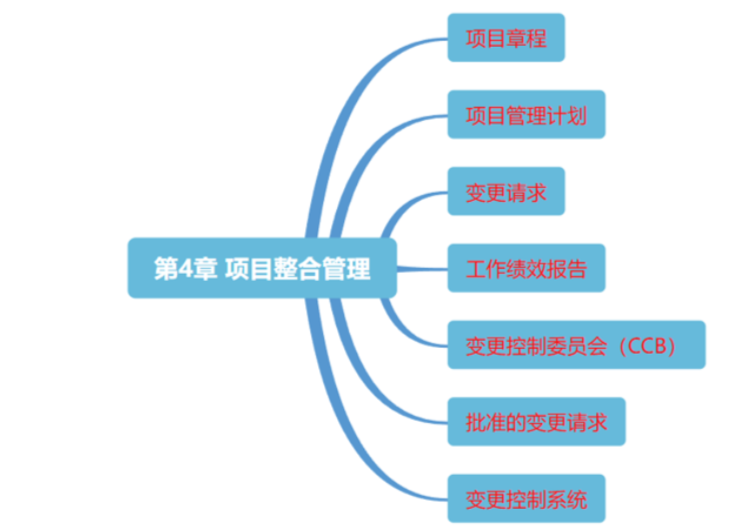 项目章程
项目管理计划
变更请求
第4章 项目整合管理
工作绩效报告
变更控制委员会（CCB）
批准的变更请求
变更控制系统